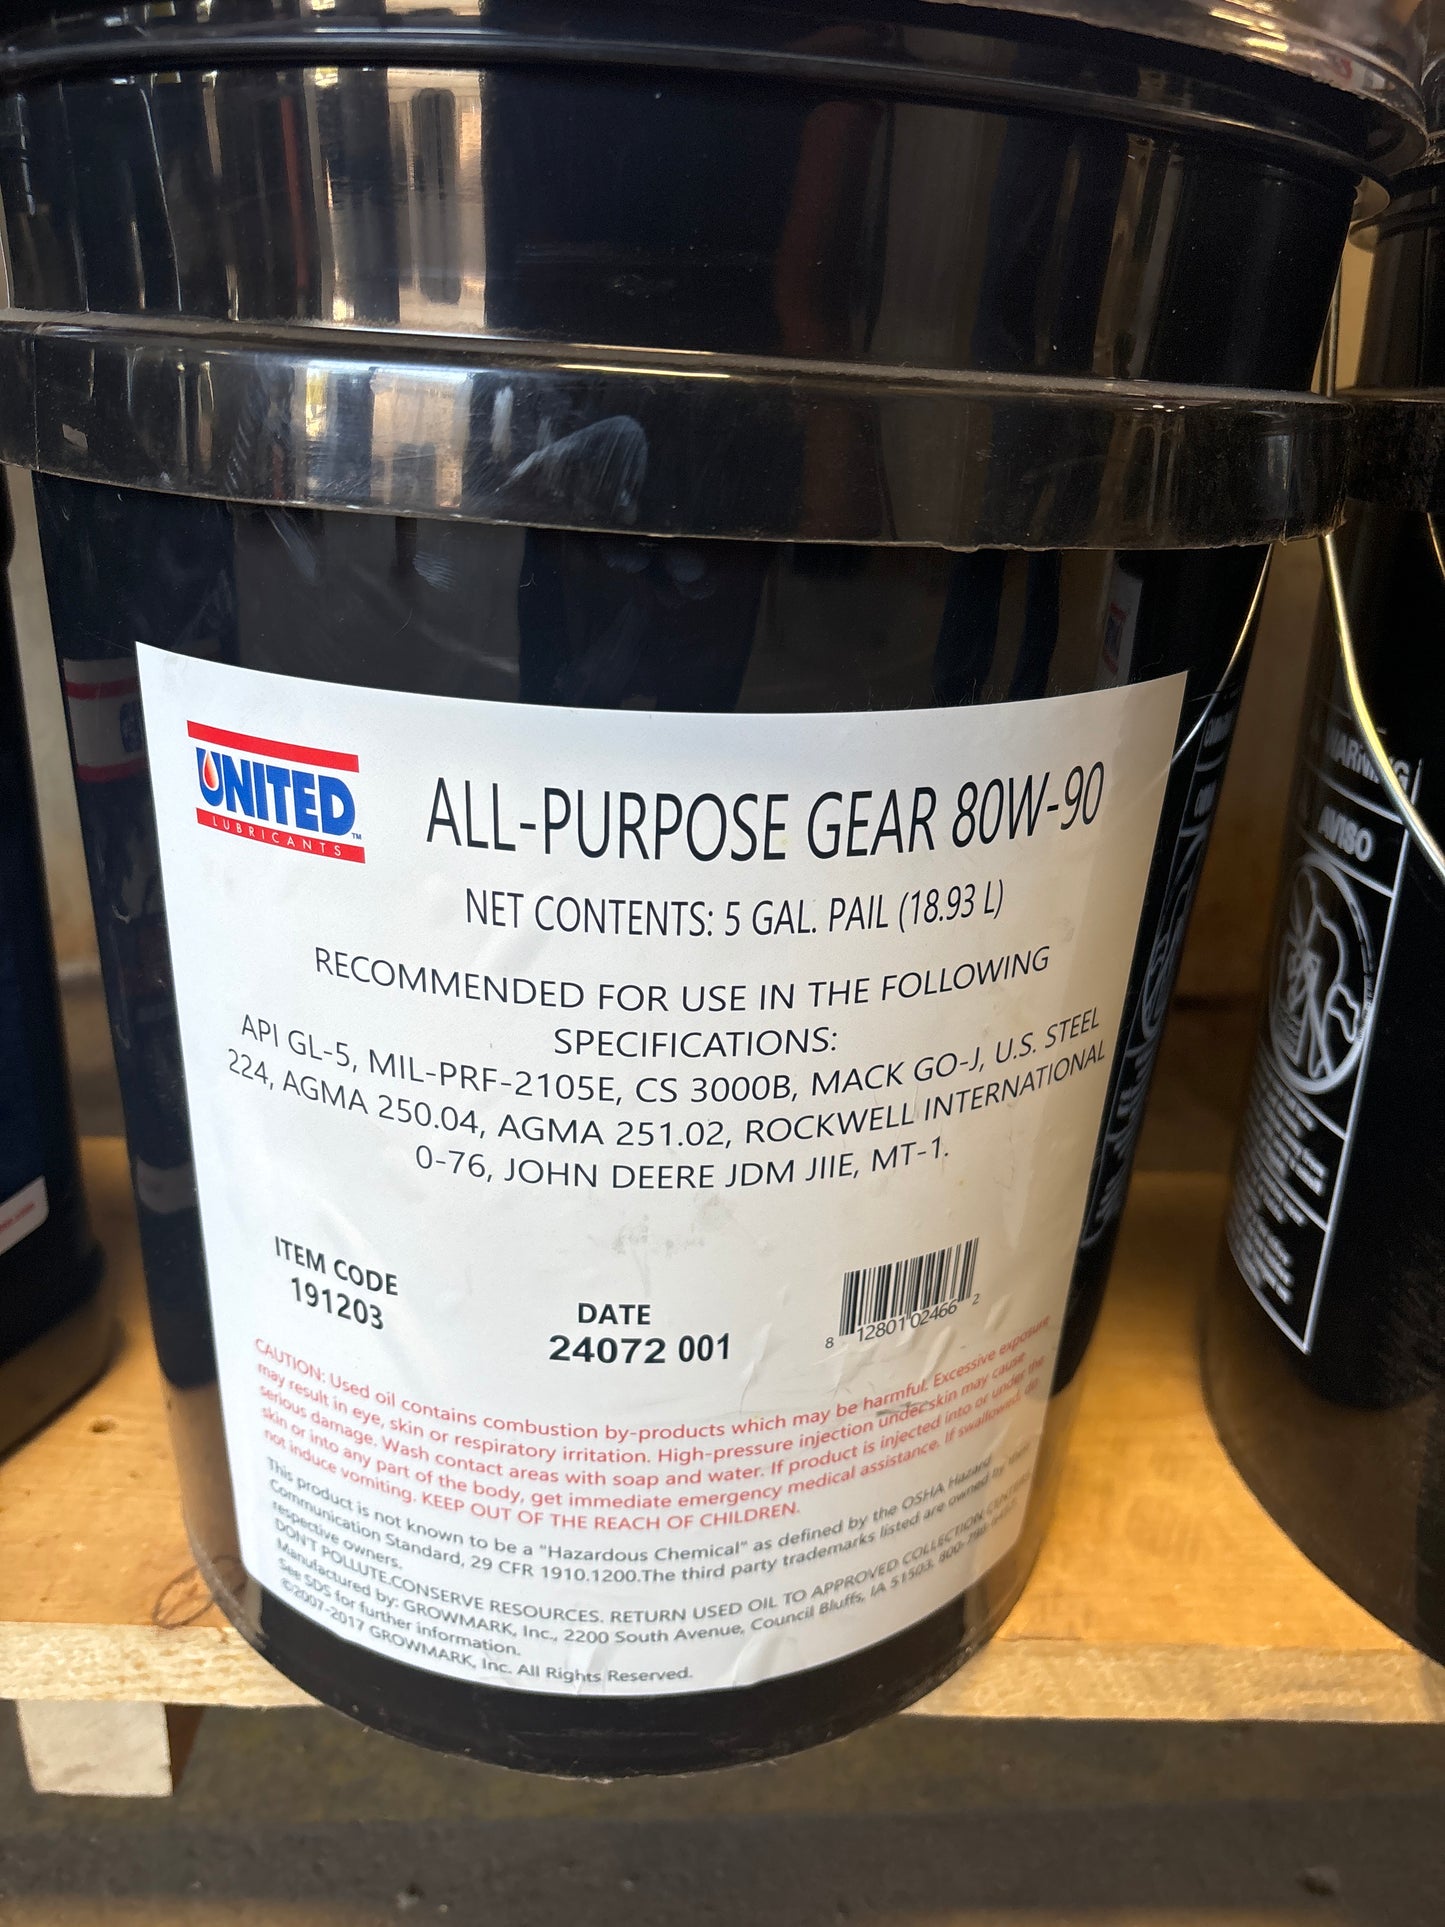 UNITED
LUBRICANTS
ALL-PURPOSE GEAR 80W-90
NET CONTENTS: 5 GAL. PAIL (18.93 L)
RECOMMENDED FOR USE IN THE FOLLOWING
SPECIFICATIONS:
API GL-5, MIL-PRF-2105E, CS 3000B, MACK GO-J, U.S. STEEL
224, AGMA 250.04, AGMA 251.02, ROCKWELL INTERNATIONAL
0-76, JOHN DEERE JDM JIIE, MT-1.
ITEM CODE
191203
DATE
24072 001
8 12801 02466 2
CAUTION: Used oil contains combustion by-products which may be harmful. Excessive exposure
may result in eye, skin or respiratory irritation. High-pressure injection under skin may cause
serious damage. Wash contact areas with soap and water. If product is injected into or under the
skin or into any part of the body, get immediate emergency medical assistance. If swallowed, do
not induce vomiting. KEEP OUT OF THE REACH OF CHILDREN.
This product is not known to be a "Hazardous Chemical" as defined by the OSHA Hazard
Communication Standard, 29 CFR 1910.1200.The third party trademarks listed are owned by their
respective owners.
DON'T POLLUTE.CONSERVE RESOURCES. RETURN USED OIL TO APPROVED COLLECTION CENTERS
Manufactured by: GROWMARK, Inc., 2200 South Avenue, Council Bluffs, IA 51503.
See SDS for further information.
©2007-2017 GROWMARK, Inc. All Rights Reserved.
WARNING
AVISO